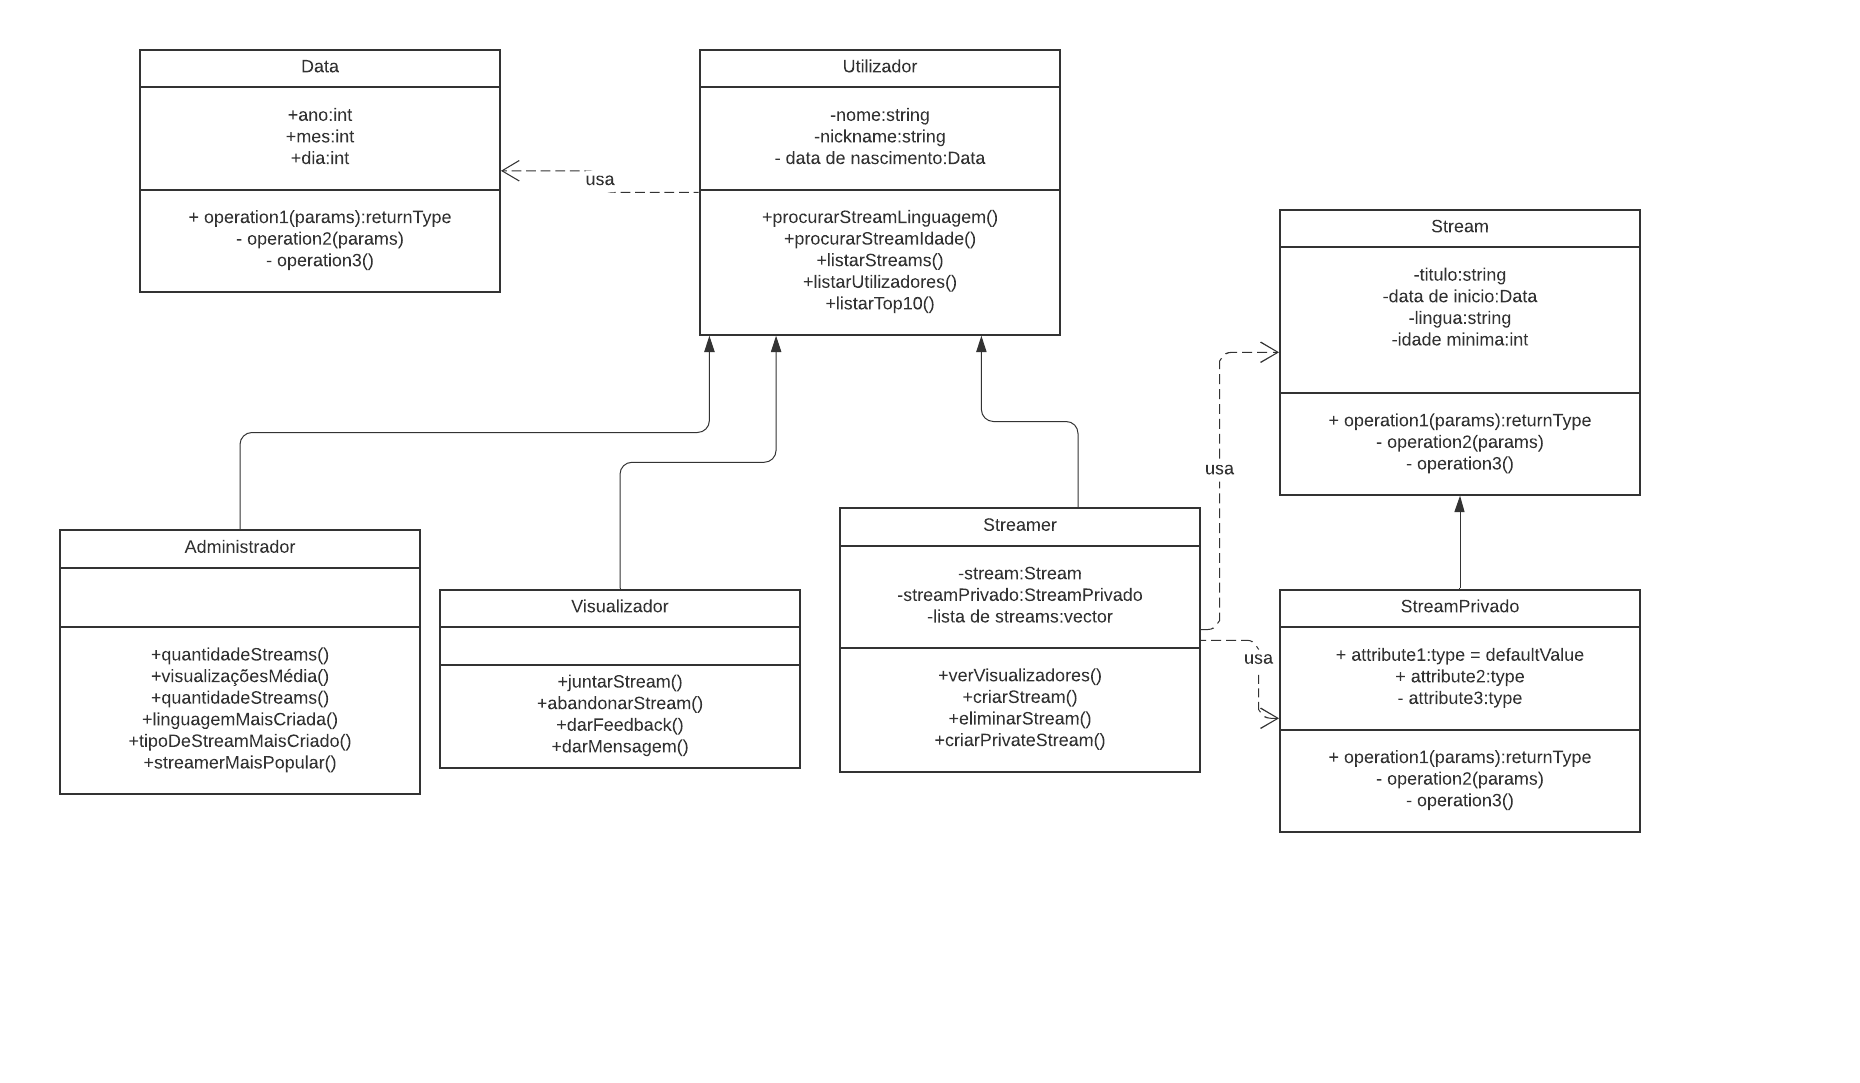 Data
+ano:int
+mes:int
+dia:int
+ operation1(params):returnType
- operation2(params)
- operation3()
usa
Utilizador
-nome:string
-nickname:string
- data de nascimento:Data
+procurarStreamLinguagem()
+procurarStreamIdade()
+listarStreams()
+listarUtilizadores()
+listarTop10()
Stream
-titulo:string
-data de inicio:Data
-lingua:string
-idade minima:int
+ operation1(params):returnType
- operation2(params)
- operation3()
usa
Administrador
+quantidadeStreams()
+visualizaçõesMédia()
+quantidadeStreams()
+linguagemMaisCriada()
+tipoDeStreamMaisCriado()
+streamerMaisPopular()
Visualizador
+juntarStream()
+abandonarStream()
+darFeedback()
+darMensagem()
Streamer
-stream:Stream
-streamPrivado:StreamPrivado
-lista de streams:vector
+verVisualizadores()
+criarStream()
+eliminarStream()
+criarPrivateStream()
usa
StreamPrivado
+ attribute1:type = defaultValue
+ attribute2:type
- attribute3:type
+ operation1(params):returnType
- operation2(params)
- operation3()